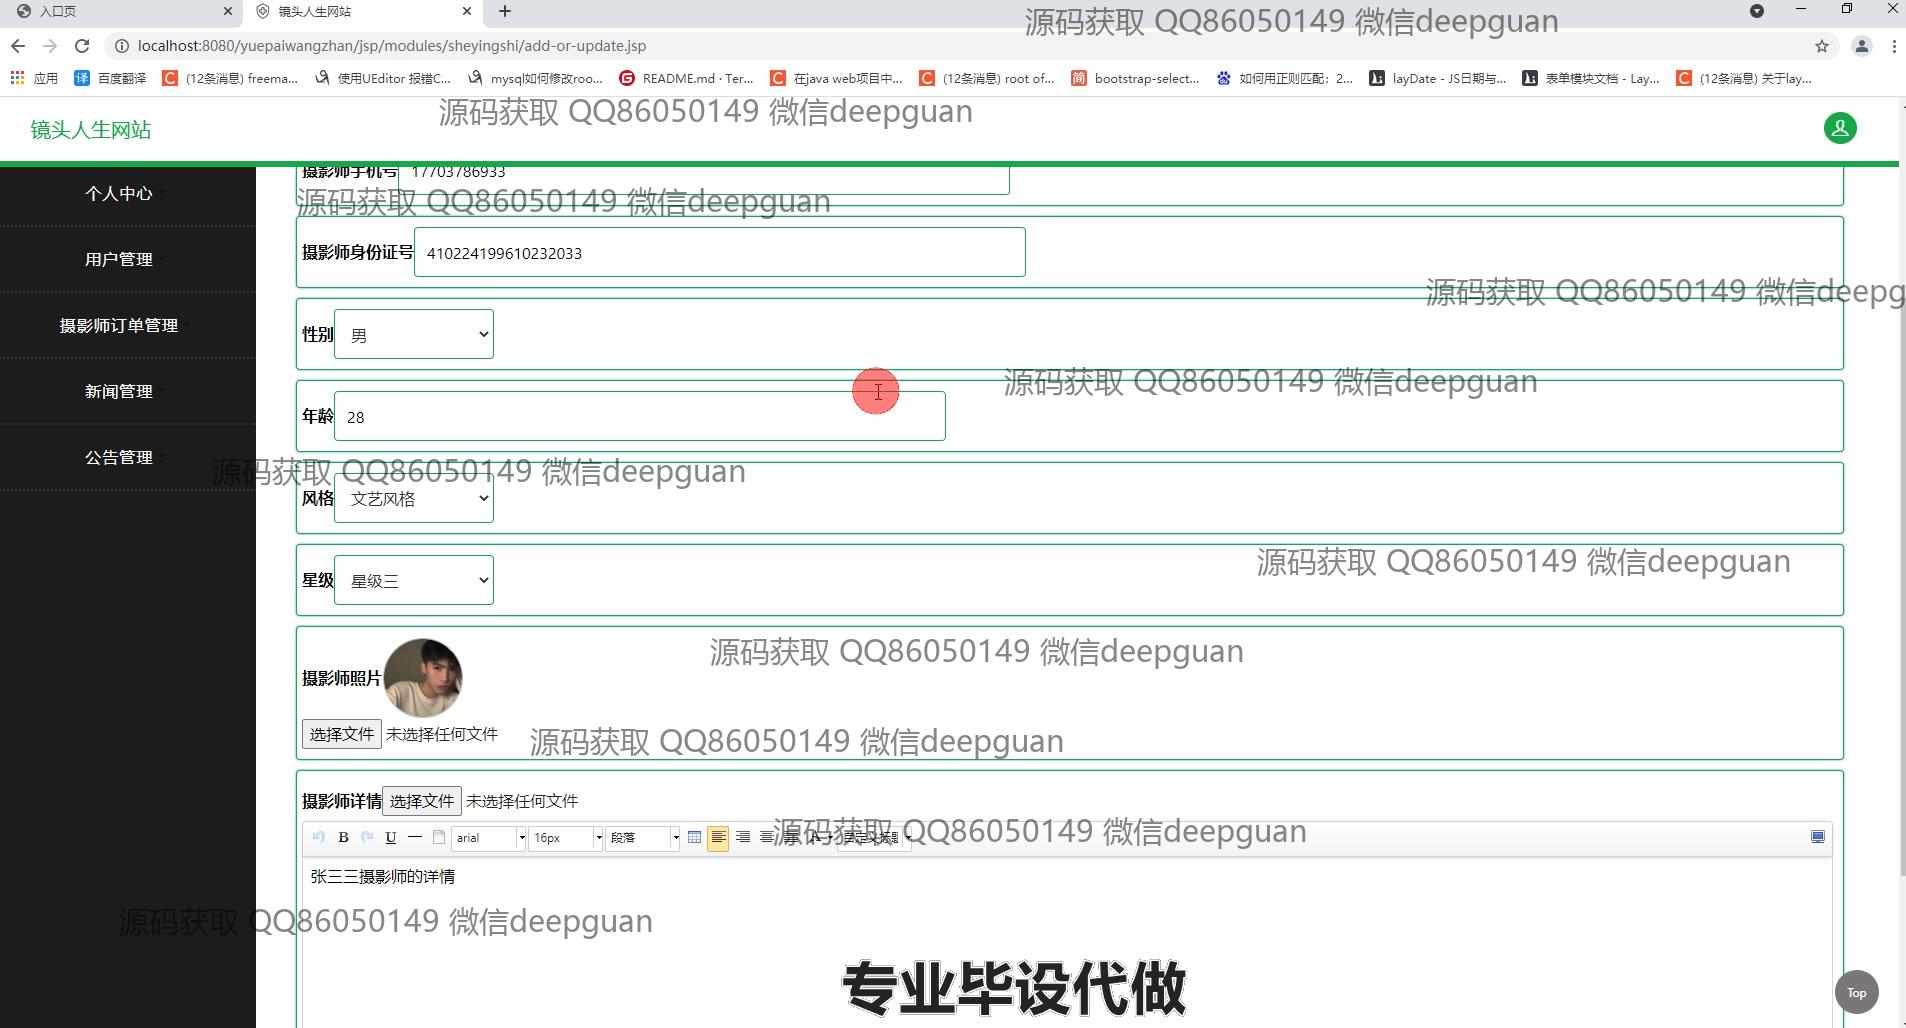 入口页
镜头人生网站
源码获取 QQ86050149 微信deepguan
localhost:8080/yuepaiwangzhan/jsp/modules/sheyingshi/add-or-update.jsp
应用
百度翻译
(12条消息) freema...
使用UEditor 报错C...
mysql如何修改roo...
README.md · Ter...
在java web项目中...
(12条消息) root of...
bootstrap-select...
如何用正则匹配：2...
layDate - JS日期与...
表单模块文档 - Lay...
(12条消息) 关于lay...
源码获取 QQ86050149 微信deepguan
镜头人生网站
摄影师手机号 17703786933
个人中心
源码获取 QQ86050149 微信deepguan
摄影师身份证号 410224199610232033
用户管理
源码获取 QQ86050149 微信deepg
摄影师订单管理
性别 男
源码获取 QQ86050149 微信deepguan
新闻管理
年龄 28
公告管理
源码获取 QQ86050149 微信deepguan
风格 文艺风格
源码获取 QQ86050149 微信deepguan
星级 星级三
源码获取 QQ86050149 微信deepguan
摄影师照片
选择文件 未选择任何文件
源码获取 QQ86050149 微信deepguan
摄影师详情 选择文件 未选择任何文件
B U arial 16px 段落 A 自定义标题
源码获取 QQ86050149 微信deepguan
张三三摄影师的详情
源码获取 QQ86050149 微信deepguan
专业毕设代做
Top